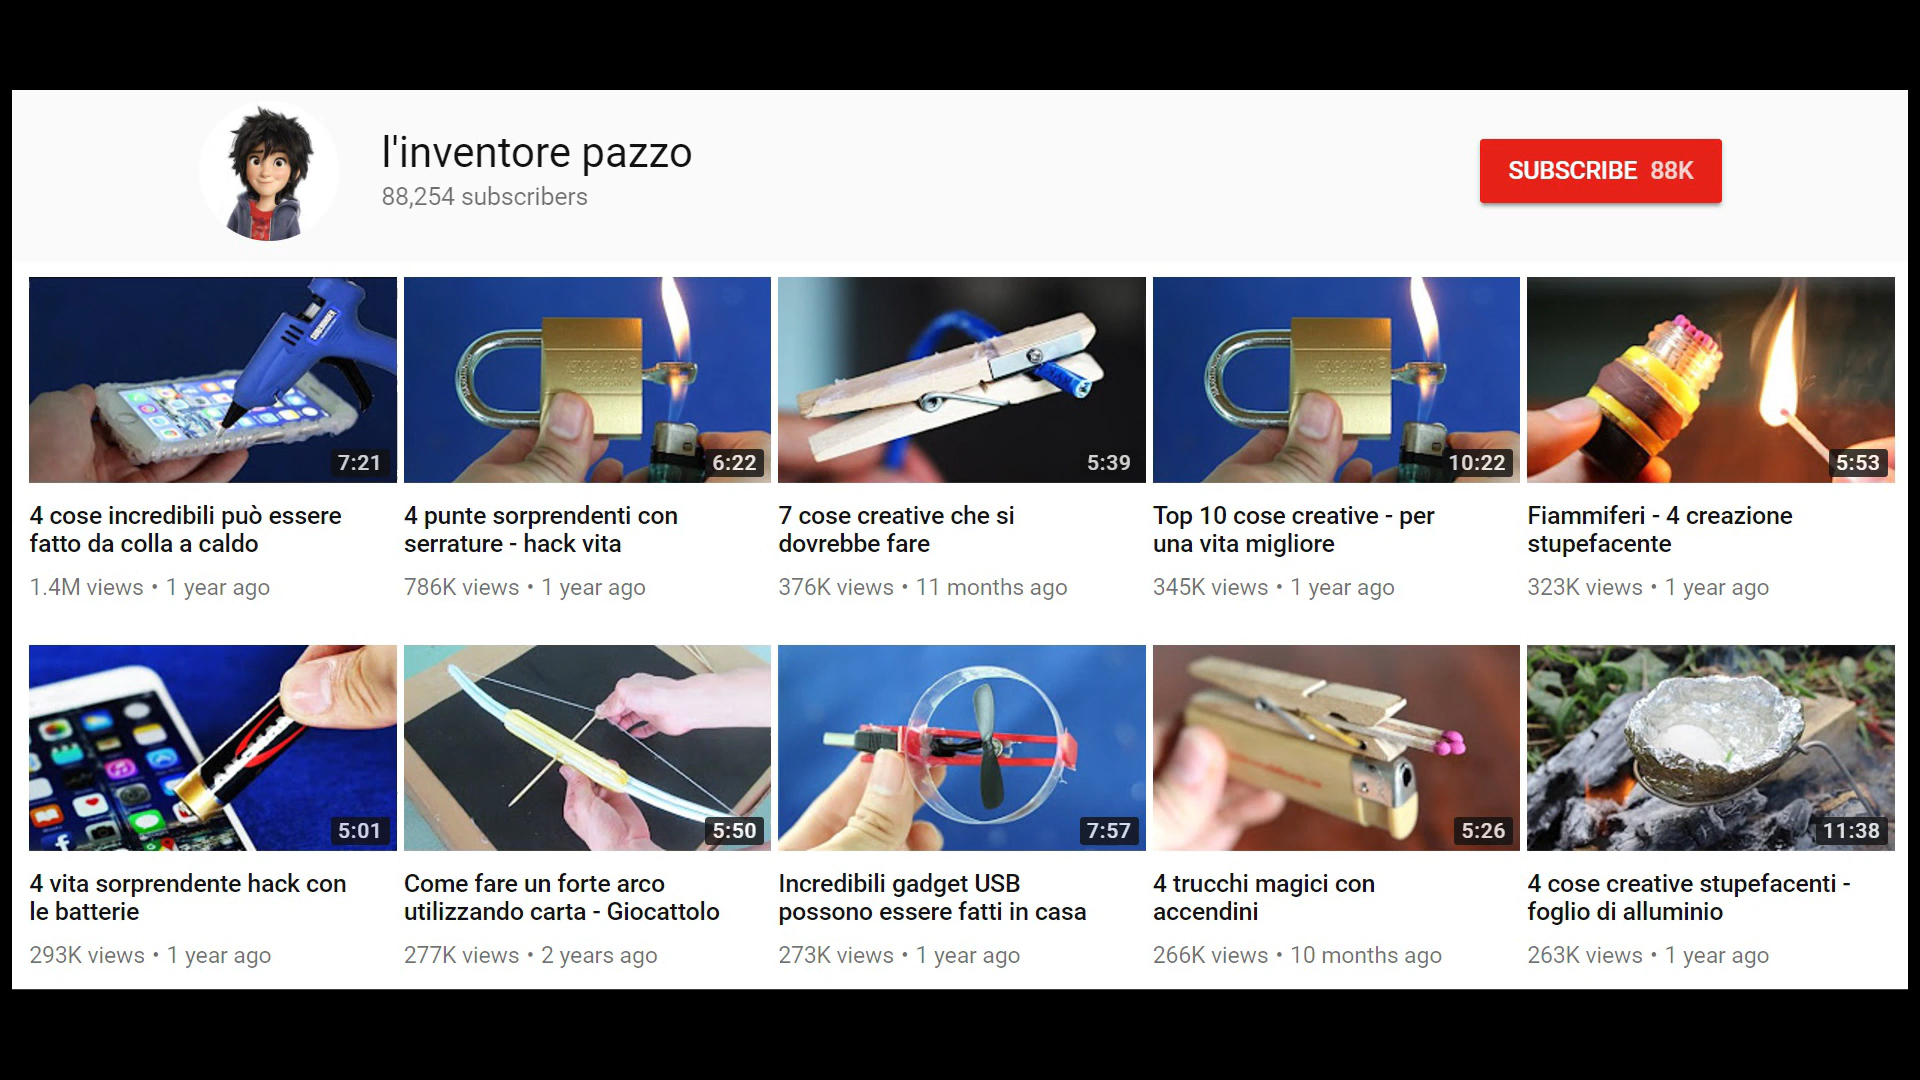 l'inventore pazzo
88,254 subscribers
SUBSCRIBE 88K
7:21
6:22
5:39
10:22
5:53
4 cose incredibili può essere
fatto da colla a caldo
1.4M views • 1 year ago
4 punte sorprendenti con
serrature - hack vita
786K views • 1 year ago
7 cose creative che si
dovrebbe fare
376K views • 11 months ago
Top 10 cose creative - per
una vita migliore
345K views • 1 year ago
Fiammiferi - 4 creazione
stupefacente
323K views • 1 year ago
5:01
5:50
7:57
5:26
11:38
4 vita sorprendente hack con
le batterie
293K views • 1 year ago
Come fare un forte arco
utilizzando carta - Giocattolo
277K views • 2 years ago
Incredibili gadget USB
possono essere fatti in casa
273K views • 1 year ago
4 trucchi magici con
accendini
266K views • 10 months ago
4 cose creative stupefacenti -
foglio di alluminio
263K views • 1 year ago